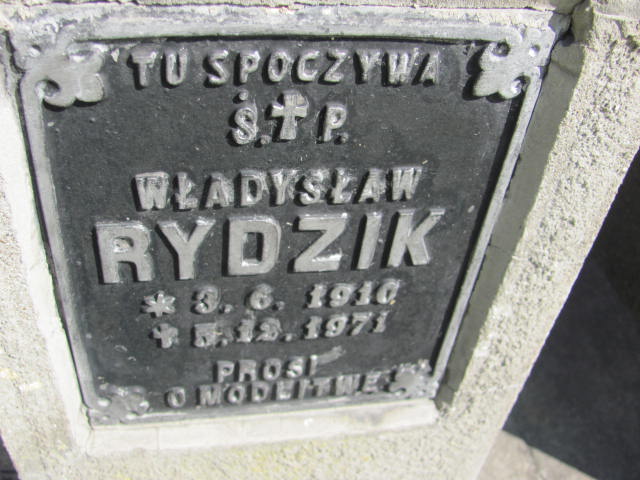 TU SPOCZYWA
Ś. † P.
WŁADYSŁAW
RYDZIK
* 3. 6. 1910
† 5. 12. 1971
PROSI
O MODLITWĘ